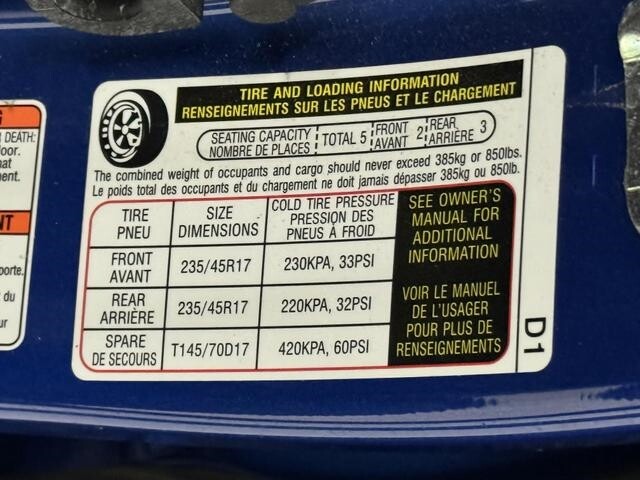 TIRE AND LOADING INFORMATION
RENSEIGNEMENTS SUR LES PNEUS ET LE CHARGEMENT
SEATING CAPACITY
NOMBRE DE PLACES
TOTAL 5
FRONT
AVANT 2
REAR
ARRIÈRE 3
The combined weight of occupants and cargo should never exceed 385kg or 850lbs.
Le poids total des occupants et du chargement ne doit jamais dépasser 385kg ou 850lb.
TIRE
PNEU
SIZE
DIMENSIONS
COLD TIRE PRESSURE
PRESSION DES
PNEUS À FROID
SEE OWNER'S
MANUAL FOR
ADDITIONAL
INFORMATION
VOIR LE MANUEL
DE L'USAGER
POUR PLUS DE
RENSEIGNEMENTS
FRONT
AVANT
235/45R17
230KPA, 33PSI
REAR
ARRIÈRE
235/45R17
220KPA, 32PSI
SPARE
DE SECOURS
T145/70D17
420KPA, 60PSI
D1
DEATH:
du